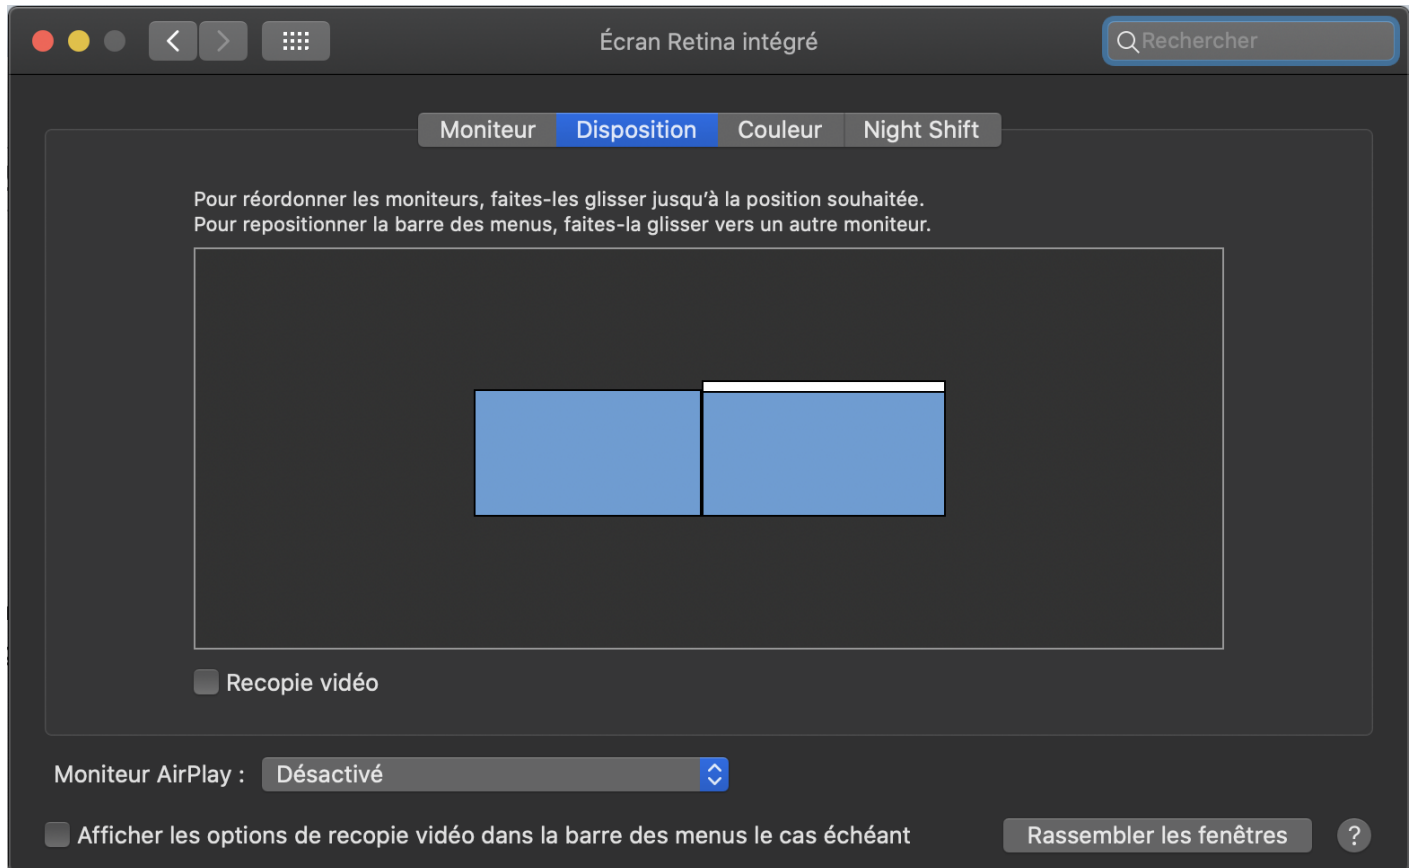 Écran Retina intégré
Rechercher
Moniteur
Disposition
Couleur
Night Shift
Pour réordonner les moniteurs, faites-les glisser jusqu’à la position souhaitée.
Pour repositionner la barre des menus, faites-la glisser vers un autre moniteur.
Recopie vidéo
Moniteur AirPlay : Désactivé
Afficher les options de recopie vidéo dans la barre des menus le cas échéant
Rassembler les fenêtres
?